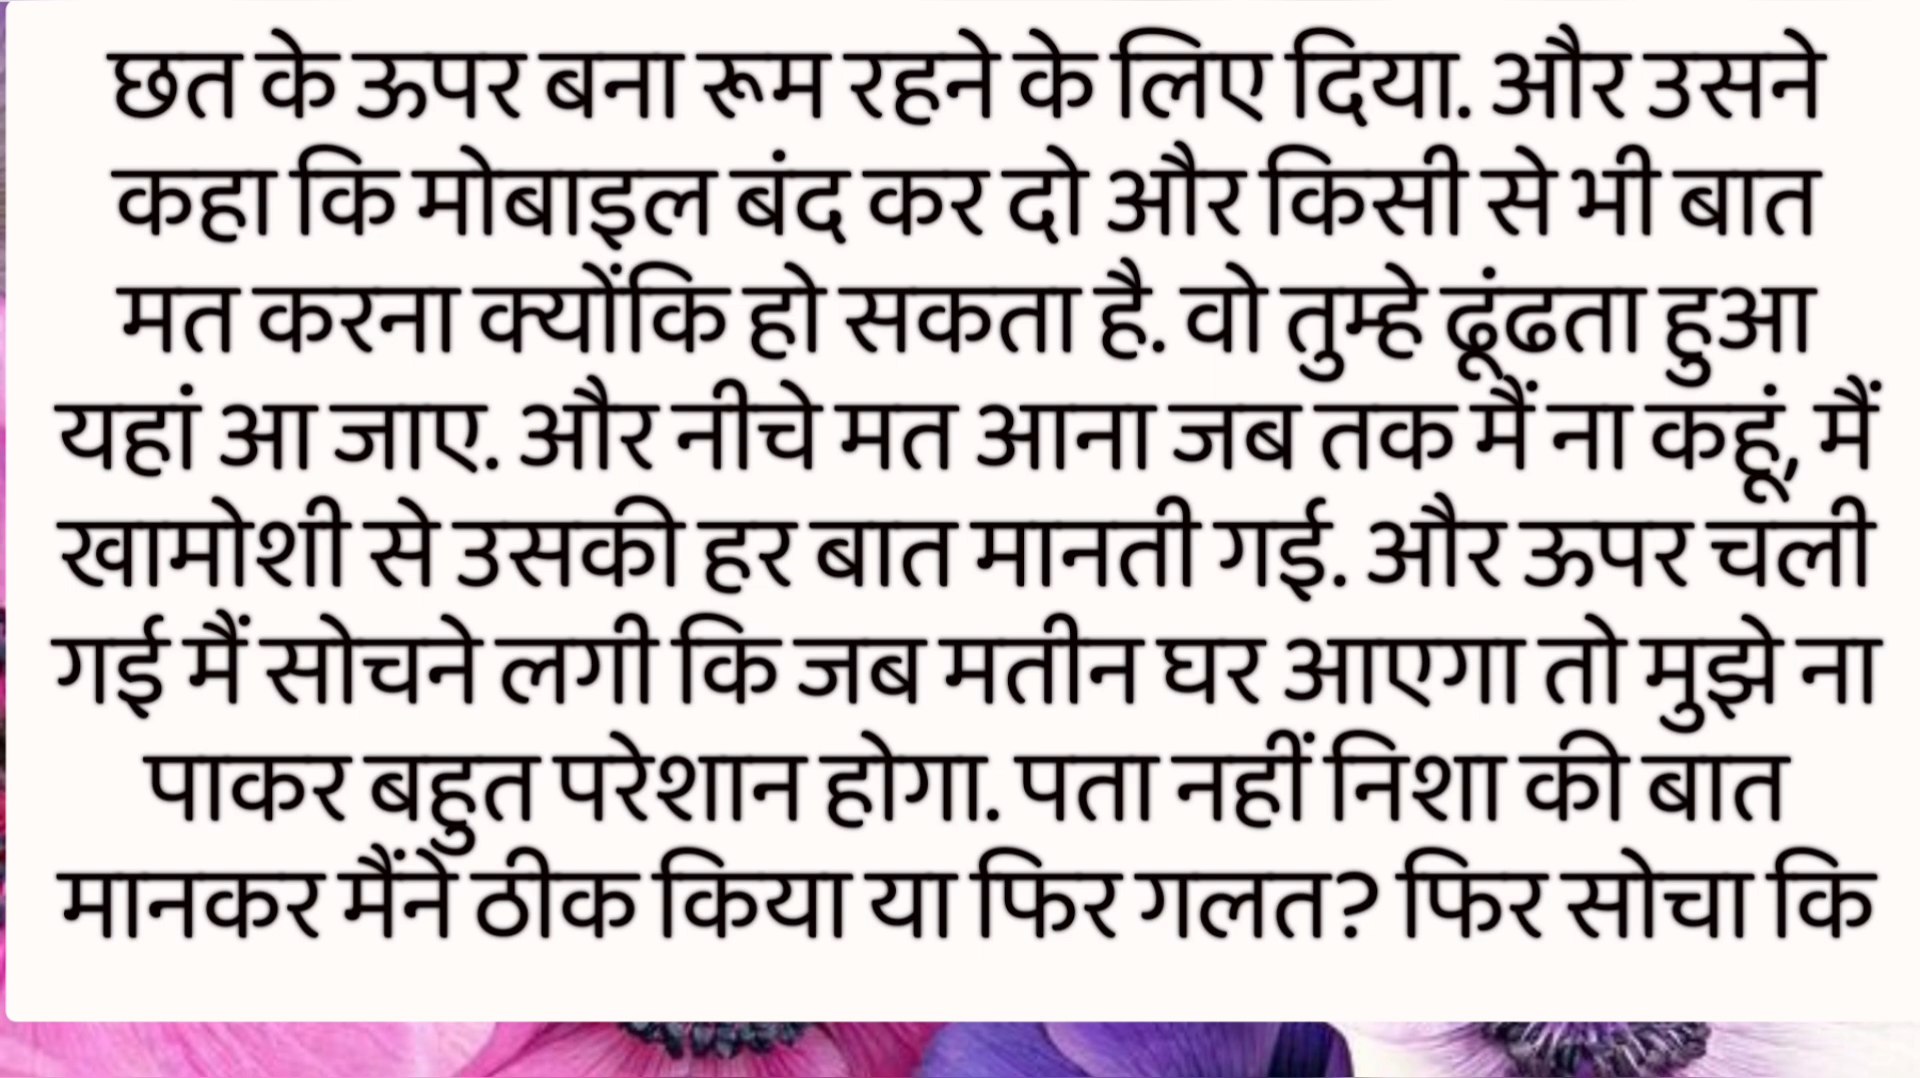 छत के ऊपर बना रूम रहने के लिए दिया. और उसने
कहा कि मोबाइल बंद कर दो और किसी से भी बात
मत करना क्योंकि हो सकता है. वो तुम्हे ढूंढता हुआ
यहां आ जाए. और नीचे मत आना जब तक मैं ना कहूं, मैं
खामोशी से उसकी हर बात मानती गई. और ऊपर चली
गई मैं सोचने लगी कि जब मतीन घर आएगा तो मुझे ना
पाकर बहुत परेशान होगा. पता नहीं निशा की बात
मानकर मैंने ठीक किया या फिर गलत? फिर सोचा कि